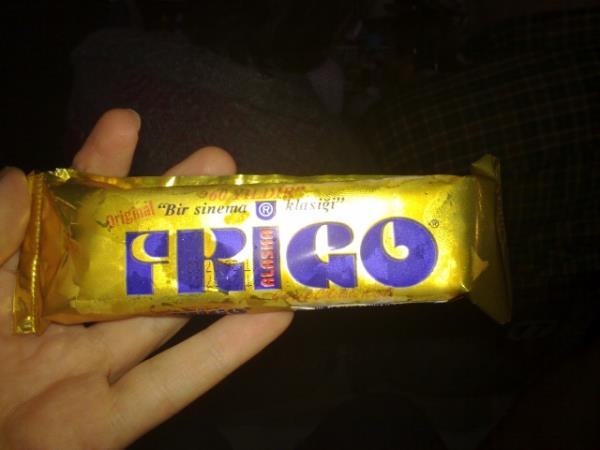 60 YILDIR
Original "Bir sinema ® klasiği"
FRIGO®
ALASKA